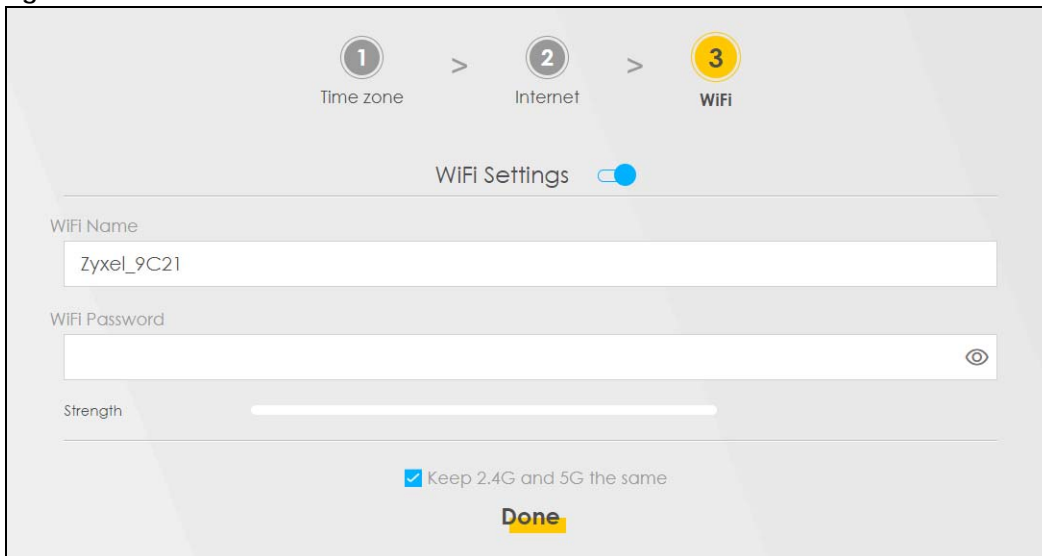 1 > 2 > 3
Time zone Internet WiFi
WiFi Settings
WiFi Name
Zyxel_9C21
WiFi Password
Strength
Keep 2.4G and 5G the same
Done